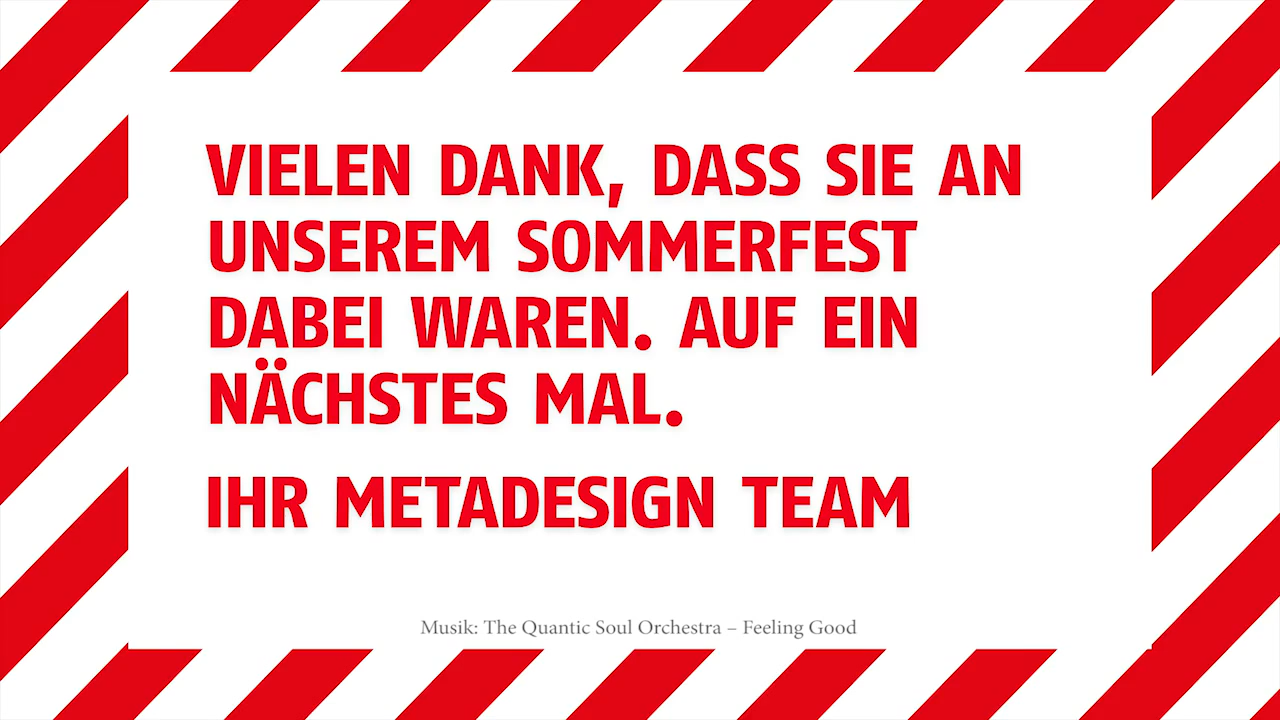 VIELEN DANK, DASS SIE AN
UNSEREM SOMMERFEST
DABEI WAREN. AUF EIN
NÄCHSTES MAL.
IHR METADESIGN TEAM
Musik: The Quantic Soul Orchestra – Feeling Good